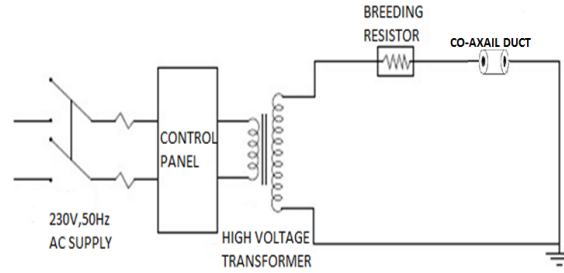 BREEDING
RESISTOR
CO-AXAIL DUCT
CONTROL
PANEL
230V,50Hz
AC SUPPLY
HIGH VOLTAGE
TRANSFORMER